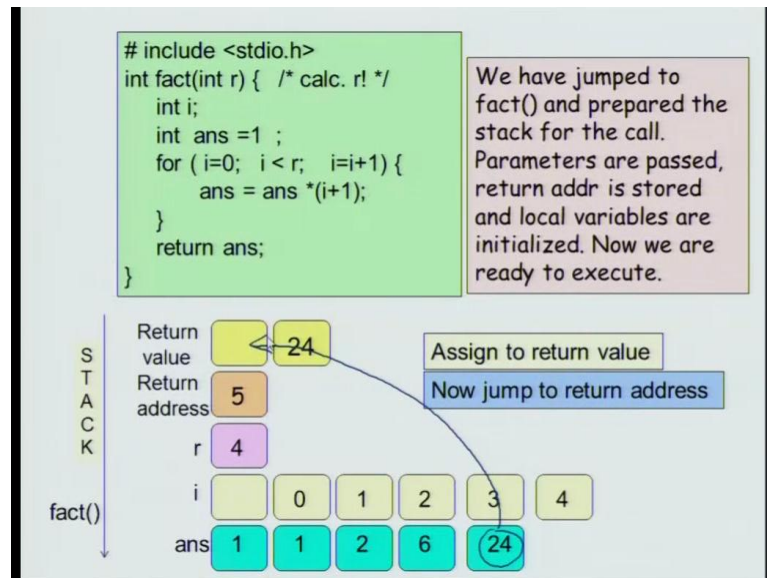 # include <stdio.h>
int fact(int r) { /* calc. r! */
int i;
int ans =1 ;
for ( i=0; i < r; i=i+1) {
ans = ans *(i+1);
}
return ans;
}
We have jumped to
fact() and prepared the
stack for the call.
Parameters are passed,
return addr is stored
and local variables are
initialized. Now we are
ready to execute.
STACK
fact()
Return
value
24
Return
address
5
r 4
i 0 1 2 3 4
ans 1 1 2 6 24
Assign to return value
Now jump to return address